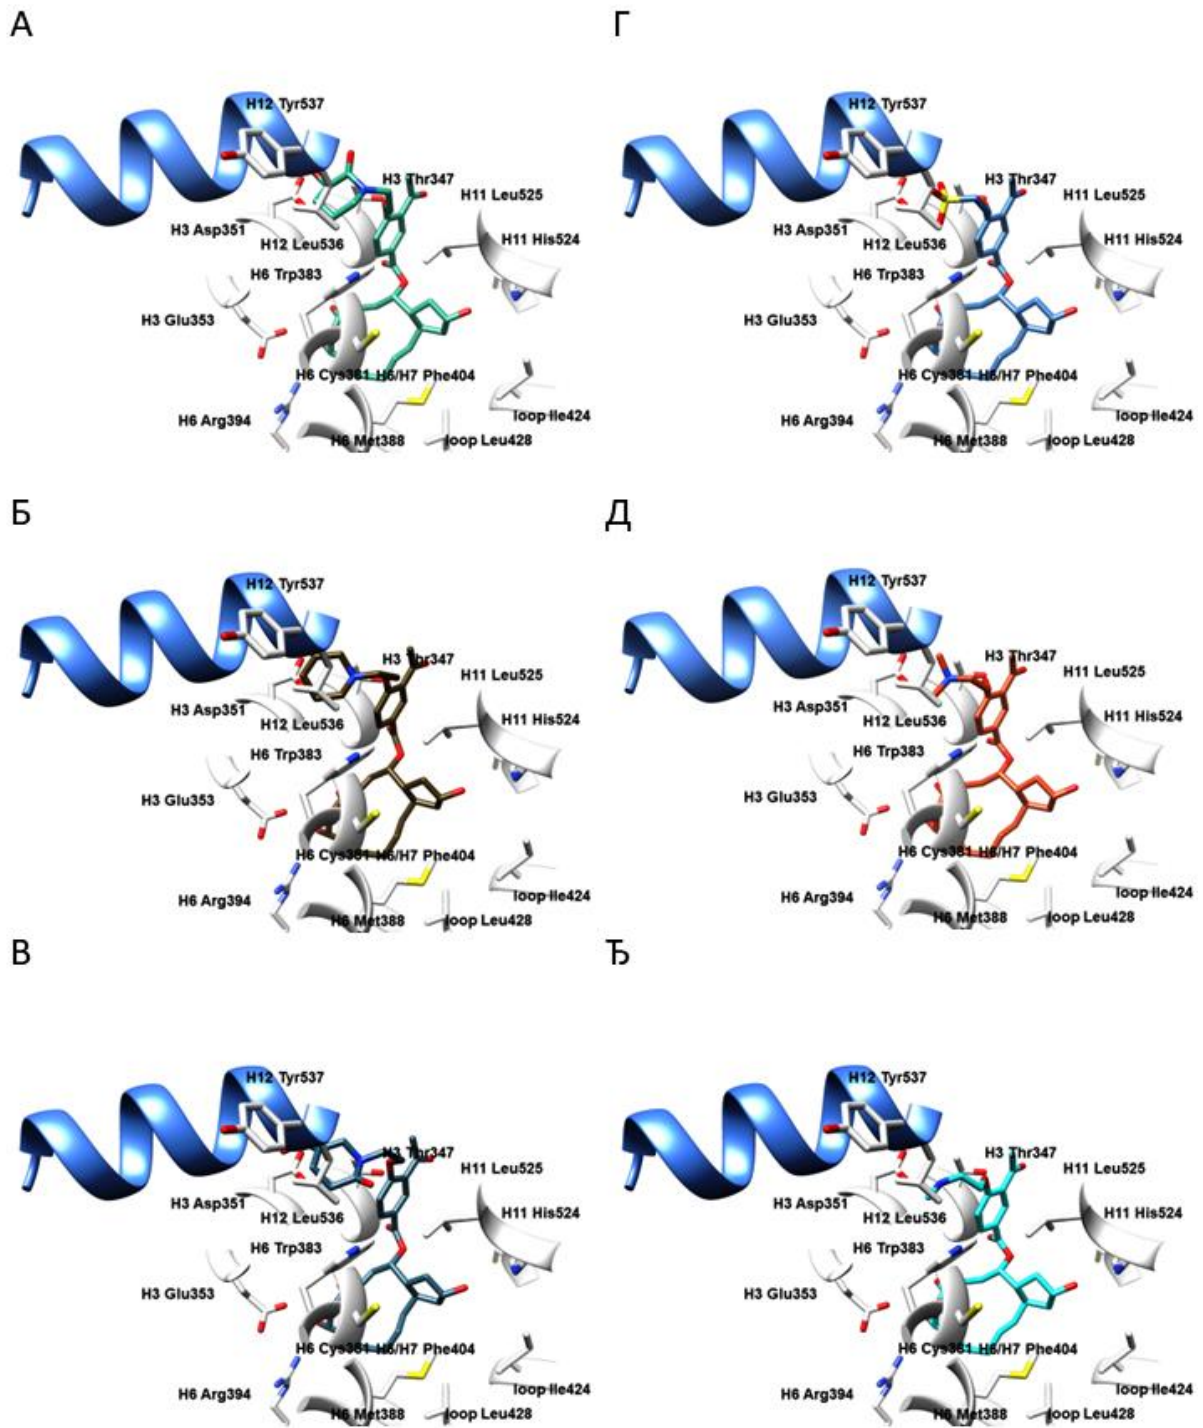 А
H12 Tyr537
H3 Thr347
H11 Leu525
H3 Asp351
H12 Leu536
H11 His524
H6 Trp383
H3 Glu353
H6 Cys381 H6/H7 Phe404
H6 Arg394
loop Ile424
H6 Met388
loop Leu428
Г
H12 Tyr537
H3 Thr347
H11 Leu525
H3 Asp351
H12 Leu536
H11 His524
H6 Trp383
H3 Glu353
H6 Cys381 H6/H7 Phe404
H6 Arg394
loop Ile424
H6 Met388
loop Leu428
Б
H12 Tyr537
H3 Thr347
H11 Leu525
H3 Asp351
H12 Leu536
H11 His524
H6 Trp383
H3 Glu353
H6 Cys381 H6/H7 Phe404
H6 Arg394
loop Ile424
H6 Met388
loop Leu428
Д
H12 Tyr537
H3 Thr347
H11 Leu525
H3 Asp351
H12 Leu536
H11 His524
H6 Trp383
H3 Glu353
H6 Cys381 H6/H7 Phe404
H6 Arg394
loop Ile424
H6 Met388
loop Leu428
В
H12 Tyr537
H3 Thr347
H11 Leu525
H3 Asp351
H12 Leu536
H11 His524
H6 Trp383
H3 Glu353
H6 Cys381 H6/H7 Phe404
H6 Arg394
loop Ile424
H6 Met388
loop Leu428
Ђ
H12 Tyr537
H3 Thr347
H11 Leu525
H3 Asp351
H12 Leu536
H11 His524
H6 Trp383
H3 Glu353
H6 Cys381 H6/H7 Phe404
H6 Arg394
loop Ile424
H6 Met388
loop Leu428